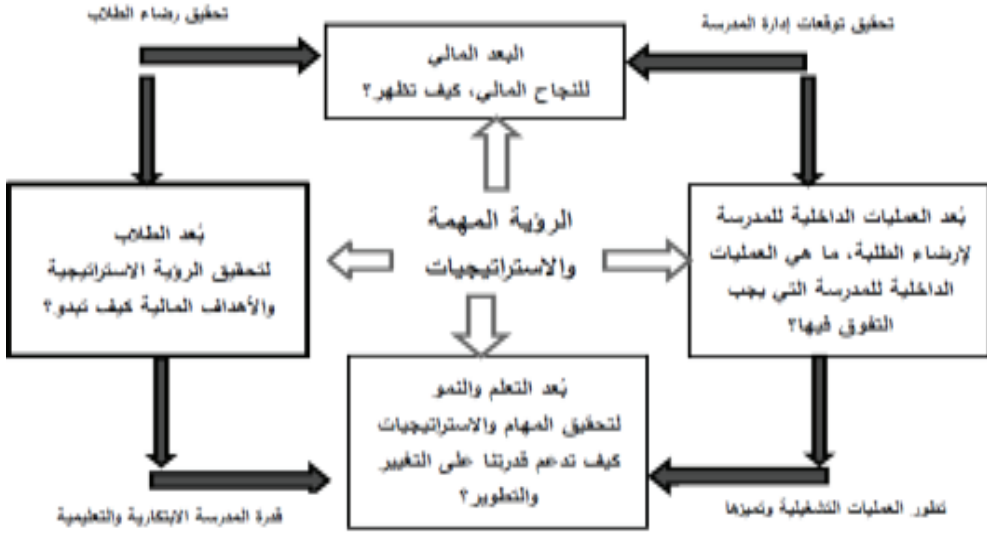 تحقيق رضاء الطلاب
تحقيق توقعات إدارة المدرسة
البعد المالي
للنجاح المالي، كيف تظهر؟
بُعد الطلاب
لتحقيق الرؤية الاستراتيجية
والأهداف المالية كيف تبدو؟
الرؤية المهمة
والاستراتيجيات
بُعد العمليات الداخلية للمدرسة
لإرضاء الطلبة، ما هي العمليات
الداخلية للمدرسة التي يجب
التفوق فيها؟
بُعد التعلم والنمو
لتحقيق المهام والاستراتيجيات
كيف تدعم قدرتنا على التغيير
والتطوير؟
قدرة المدرسة الابتكارية والتعليمية
تطور العمليات التشغيلية وتميزها